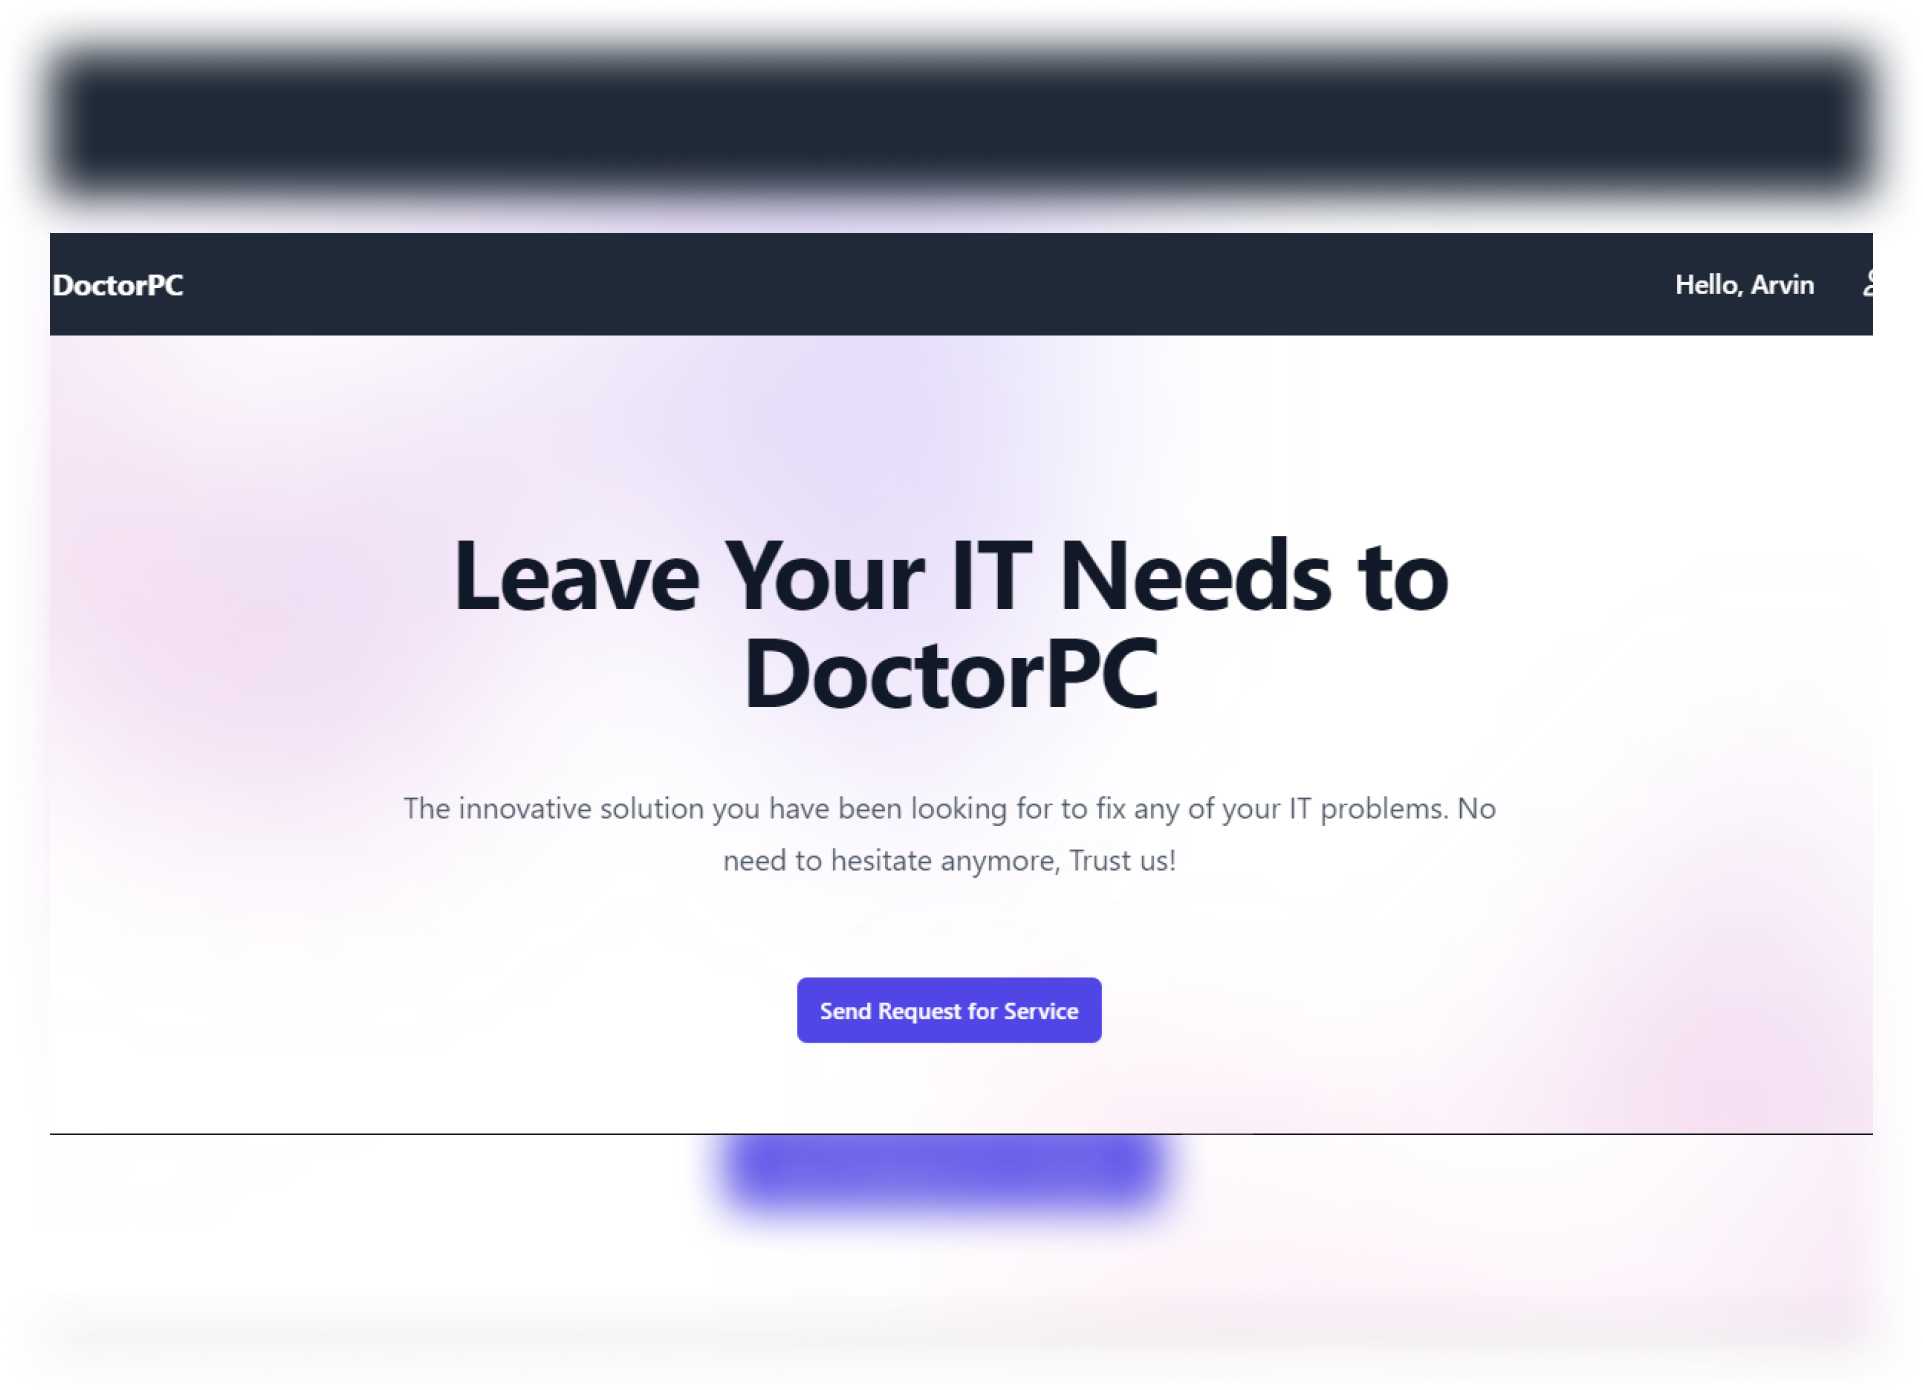 DoctorPC
Hello, Arvin
Leave Your IT Needs to
DoctorPC
The innovative solution you have been looking for to fix any of your IT problems. No
need to hesitate anymore, Trust us!
Send Request for Service